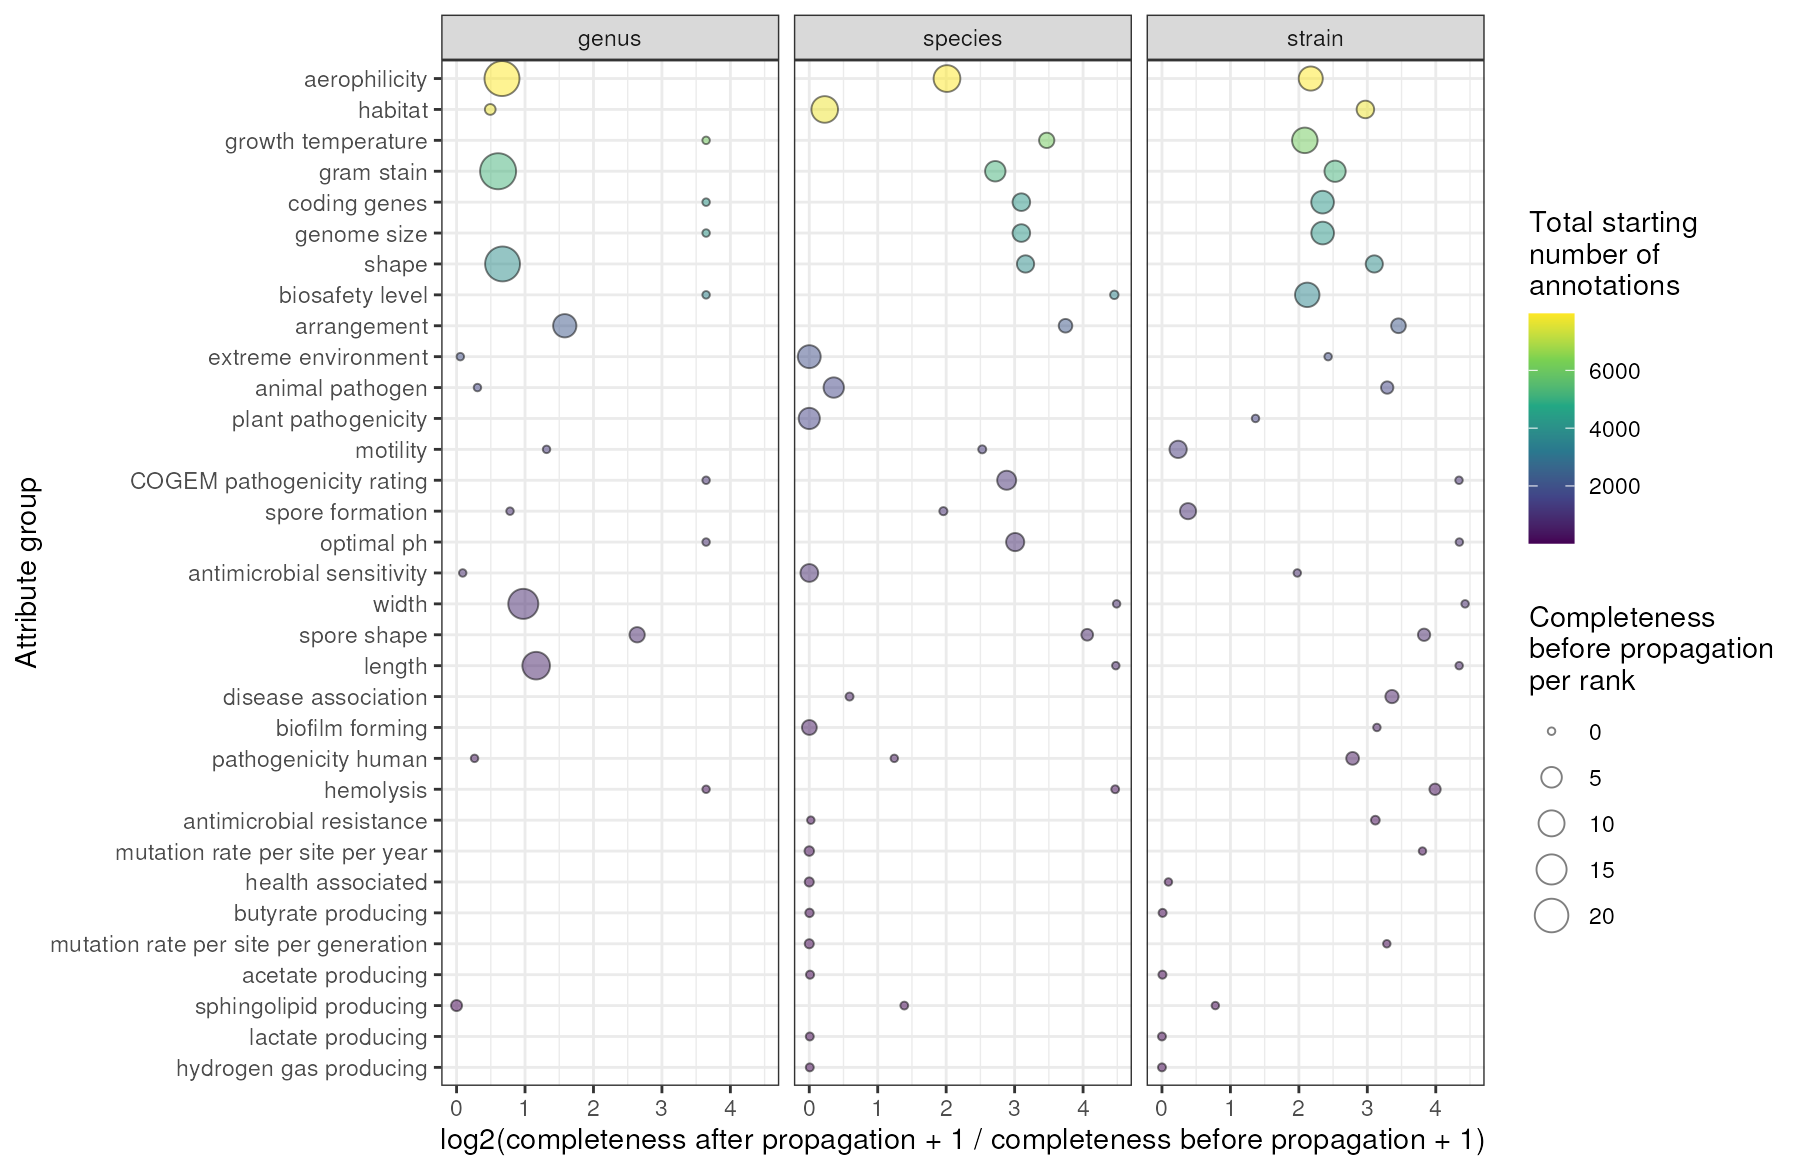 genus
species
strain
aerophilicity
habitat
growth temperature
gram stain
coding genes
genome size
shape
biosafety level
arrangement
extreme environment
animal pathogen
plant pathogenicity
motility
COGEM pathogenicity rating
spore formation
optimal ph
antimicrobial sensitivity
width
spore shape
length
disease association
biofilm forming
pathogenicity human
hemolysis
antimicrobial resistance
mutation rate per site per year
health associated
butyrate producing
mutation rate per site per generation
acetate producing
sphingolipid producing
lactate producing
hydrogen gas producing
Attribute group
0 1 2 3 4
0 1 2 3 4
0 1 2 3 4
log2(completeness after propagation + 1 / completeness before propagation + 1)
Total starting
number of
annotations
6000
4000
2000
Completeness
before propagation
per rank
0
5
10
15
20